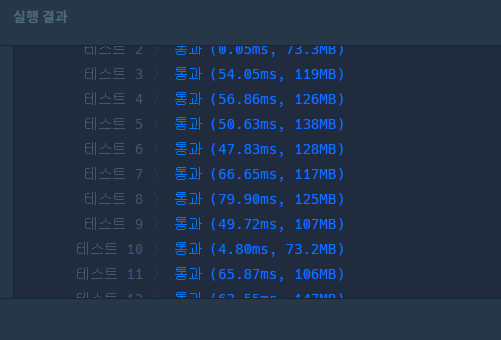 실행 결과
테스트 2 〉 통과 (0.05ms, 73.3MB)
테스트 3 〉 통과 (54.05ms, 119MB)
테스트 4 〉 통과 (56.86ms, 126MB)
테스트 5 〉 통과 (50.63ms, 138MB)
테스트 6 〉 통과 (47.83ms, 128MB)
테스트 7 〉 통과 (66.65ms, 117MB)
테스트 8 〉 통과 (79.90ms, 125MB)
테스트 9 〉 통과 (49.72ms, 107MB)
테스트 10 〉 통과 (4.80ms, 73.2MB)
테스트 11 〉 통과 (65.87ms, 106MB)
테스트 12 〉 통과